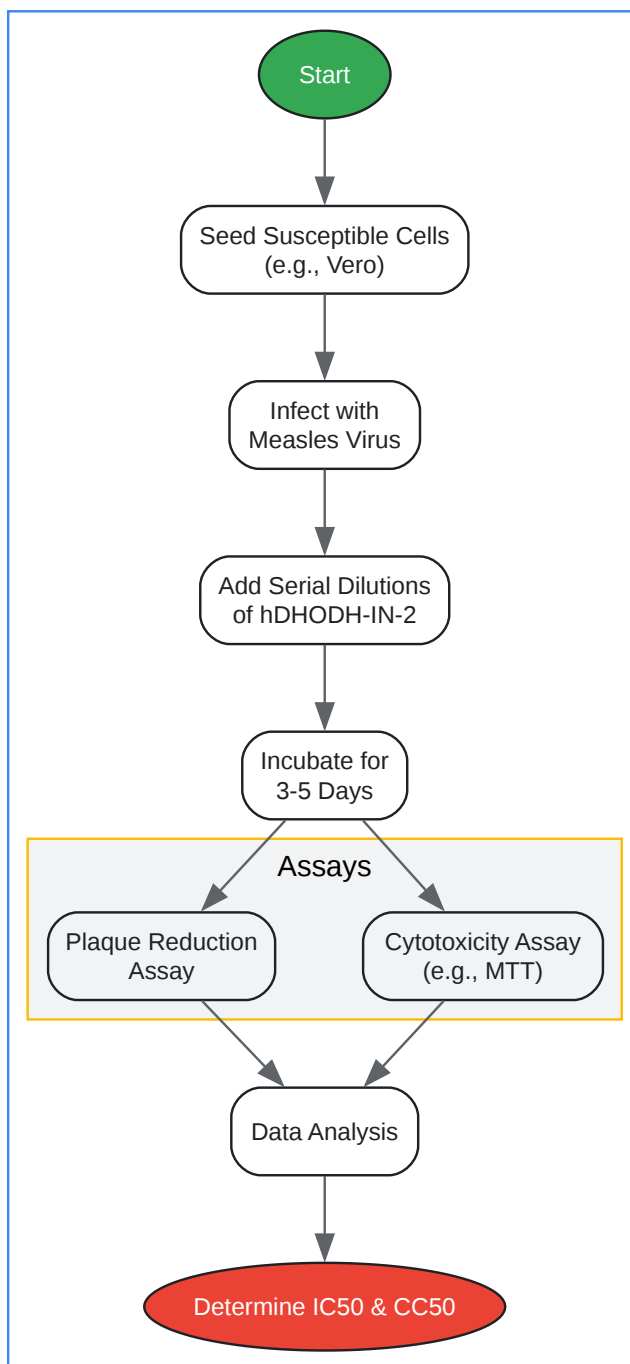 Start
Seed Susceptible Cells
(e.g., Vero)
Infect with
Measles Virus
Add Serial Dilutions
of hDHODH-IN-2
Incubate for
3-5 Days
Assays
Plaque Reduction
Assay
Cytotoxicity Assay
(e.g., MTT)
Data Analysis
Determine IC50 & CC50